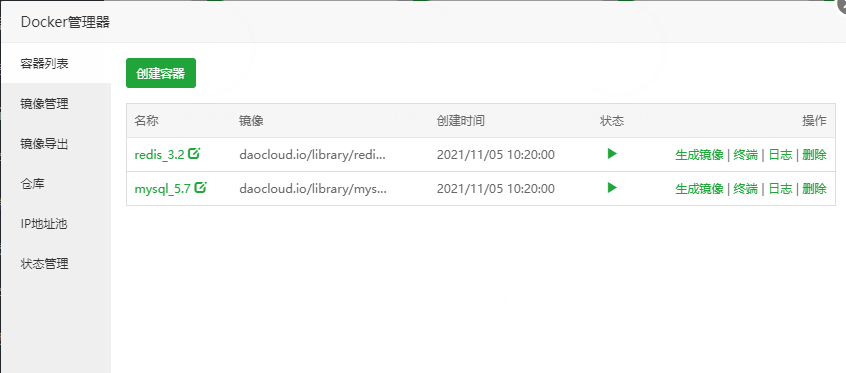 Docker管理器
容器列表
镜像管理
镜像导出
仓库
IP地址池
状态管理
创建容器
名称 镜像 创建时间 状态 操作
redis_3.2 daocloud.io/library/redi... 2021/11/05 10:20:00 生成镜像 | 终端 | 日志 | 删除
mysql_5.7 daocloud.io/library/mys... 2021/11/05 10:20:00 生成镜像 | 终端 | 日志 | 删除